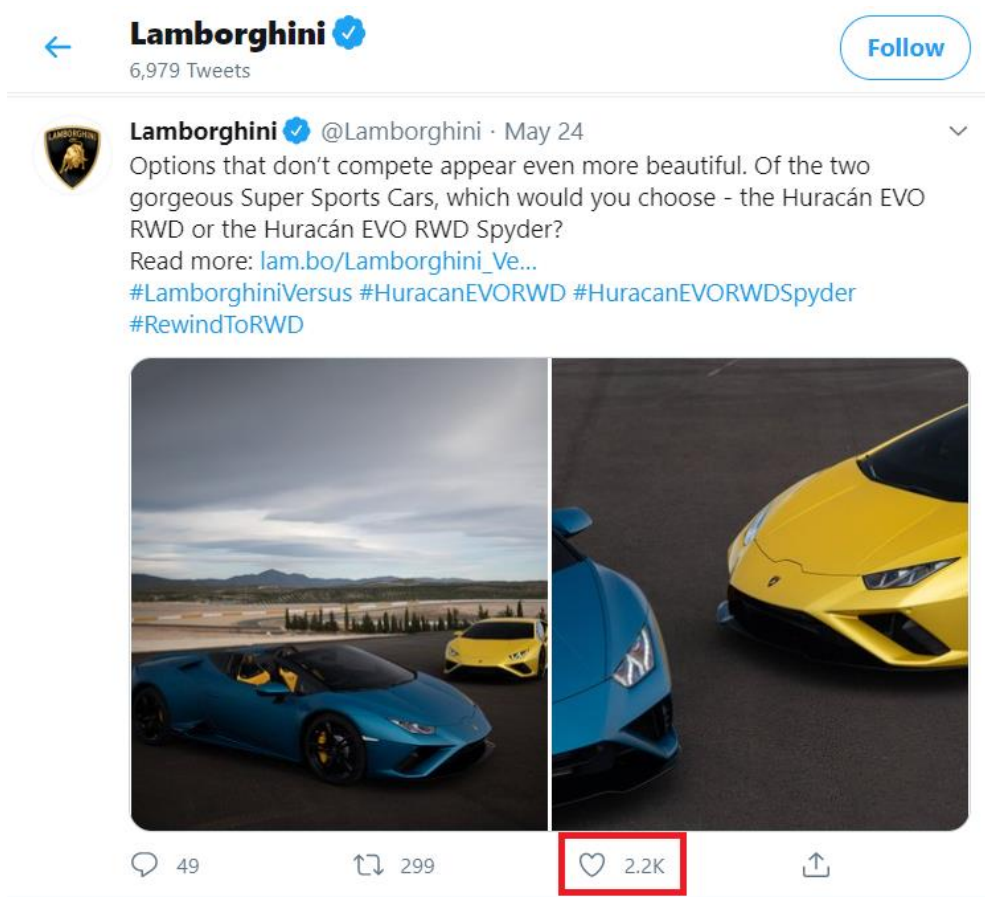 Lamborghini
6,979 Tweets
Follow
LAMBORGHINI
Lamborghini @Lamborghini · May 24
Options that don't compete appear even more beautiful. Of the two
gorgeous Super Sports Cars, which would you choose - the Huracán EVO
RWD or the Huracán EVO RWD Spyder?
Read more: lam.bo/Lamborghini_Ve...
#LamborghiniVersus #HuracanEVORWD #HuracanEVORWDSpyder
#RewindToRWD
49 299 2.2K